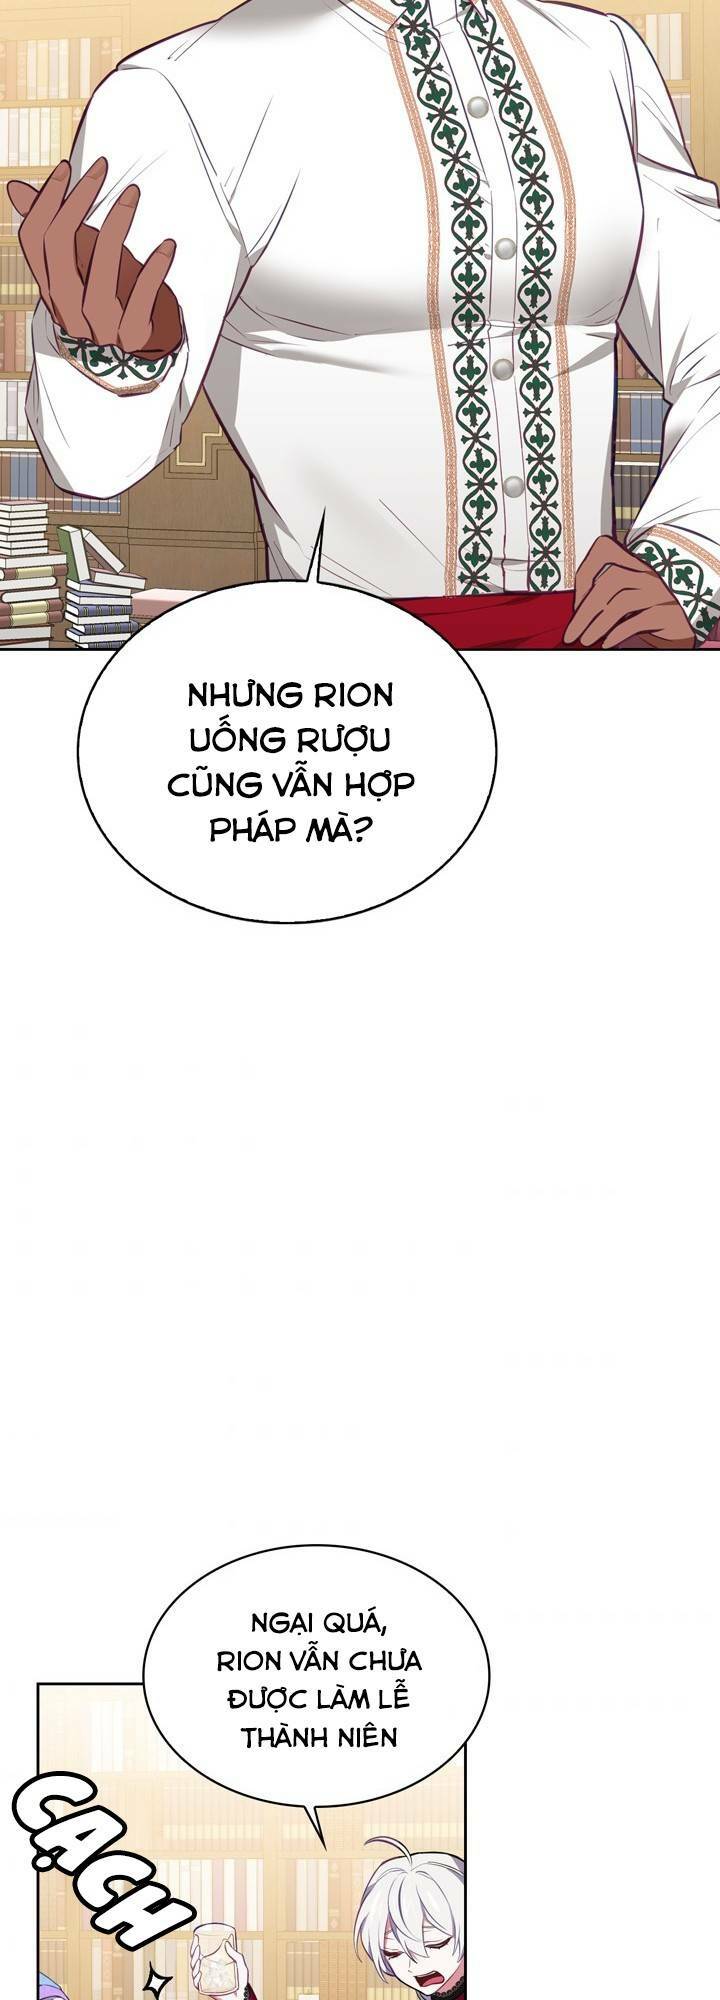 NHƯNG RION
UỐNG RƯỢU
CŨNG VẪN HỢP
PHÁP MÀ?
NGẠI QUÁ,
RION VẪN CHƯA
ĐƯỢC LÀM LỄ
THÀNH NIÊN
CẠCH